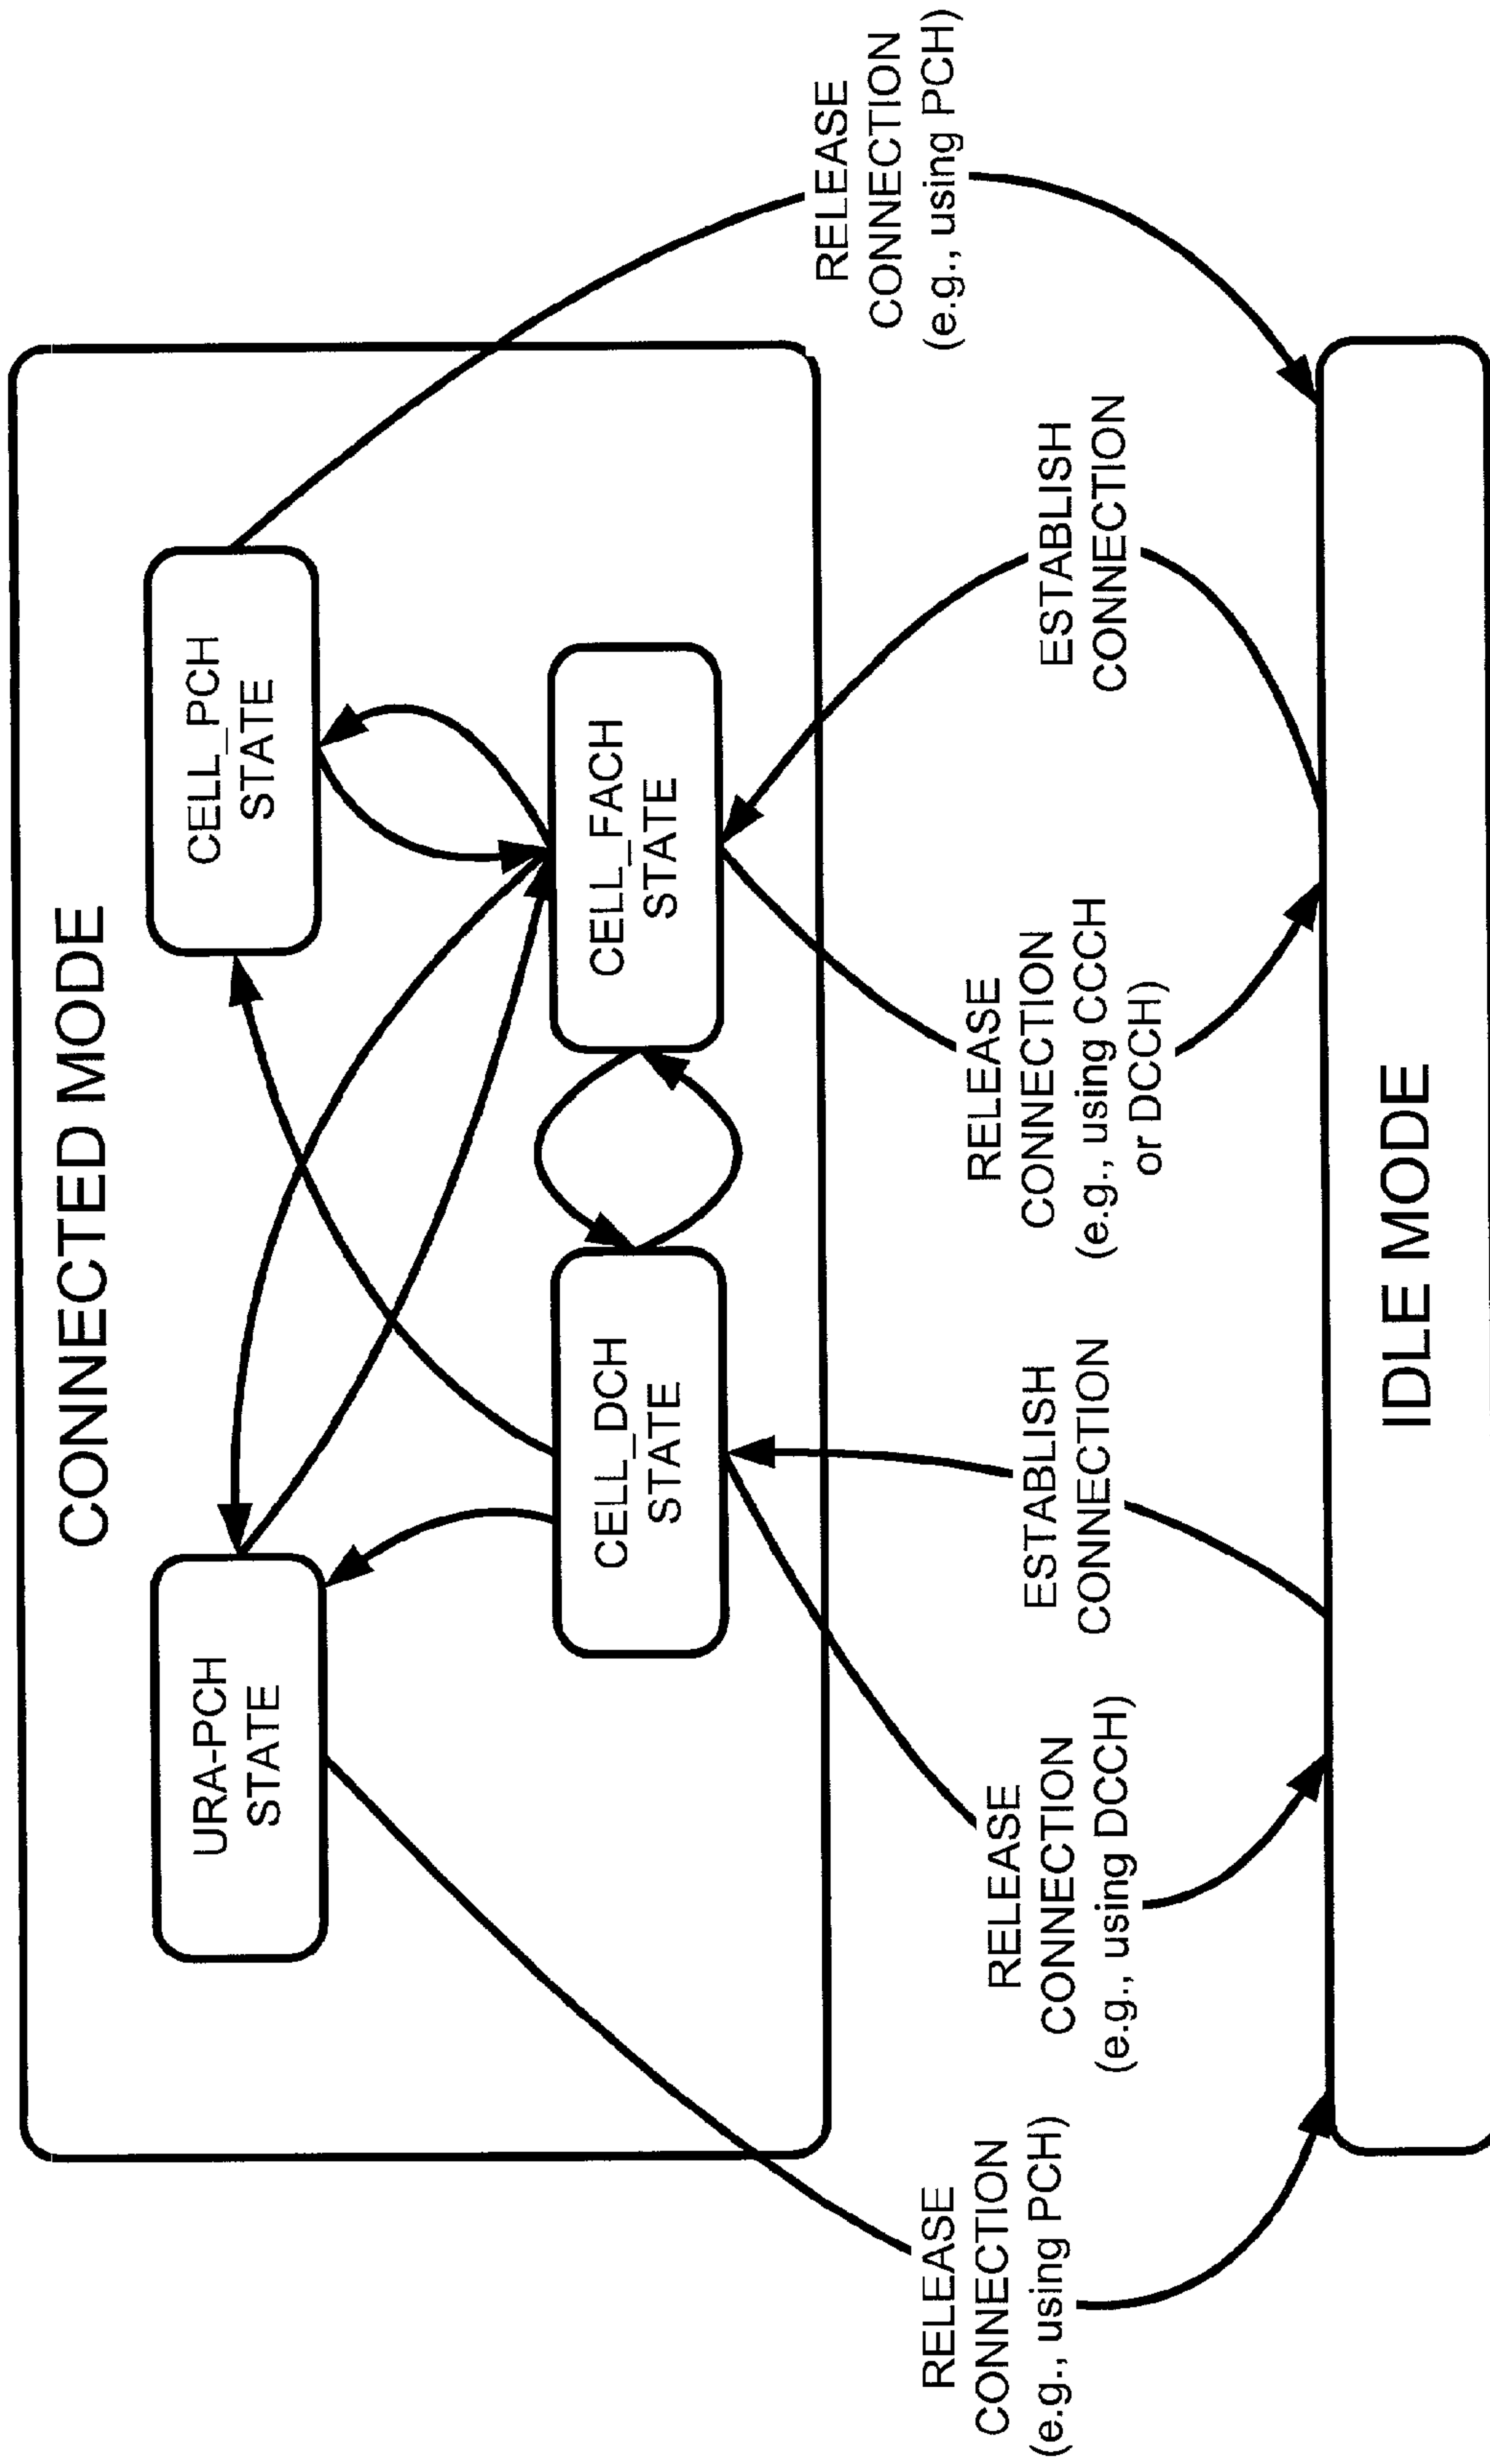 CONNECTED MODE
URA-PCH
STATE
CELL_PCH
STATE
CELL_DCH
STATE
CELL_FACH
STATE
RELEASE
CONNECTION
(e.g., using PCH)
RELEASE
CONNECTION
(e.g., using DCCH)
ESTABLISH
CONNECTION
RELEASE
CONNECTION
(e.g., using CCCH
or DCCH)
ESTABLISH
CONNECTION
RELEASE
CONNECTION
(e.g., using PCH)
IDLE MODE